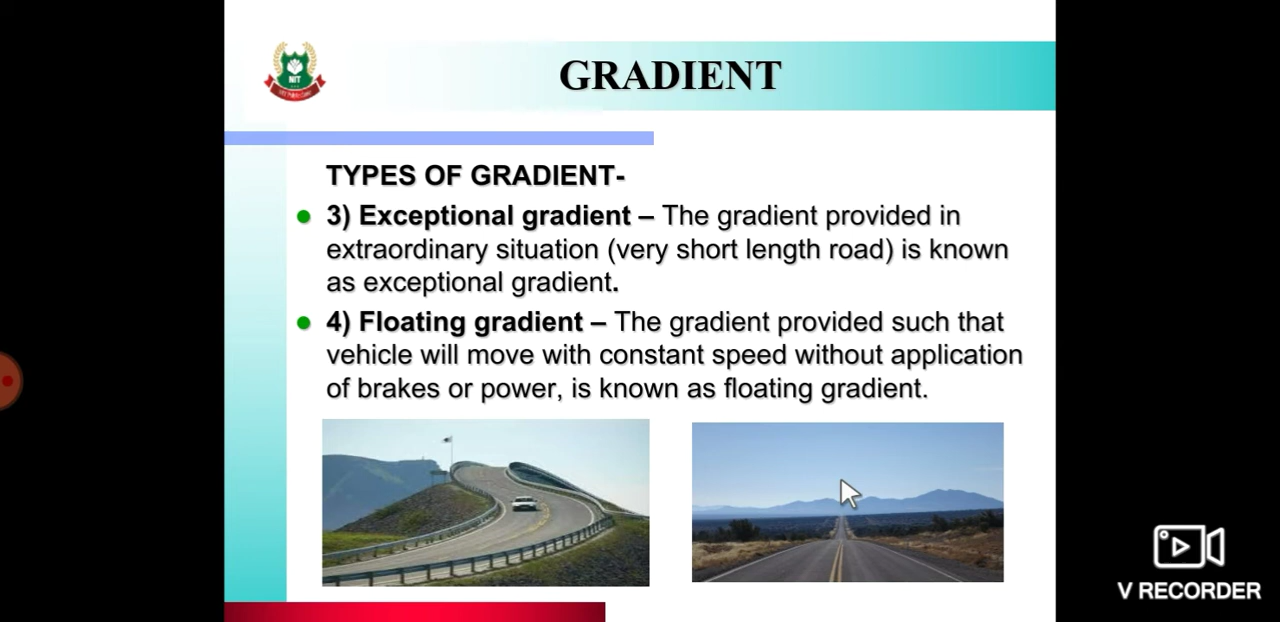 NIT
GRADIENT
TYPES OF GRADIENT-
3) Exceptional gradient – The gradient provided in
extraordinary situation (very short length road) is known
as exceptional gradient.
4) Floating gradient – The gradient provided such that
vehicle will move with constant speed without application
of brakes or power, is known as floating gradient.
V RECORDER